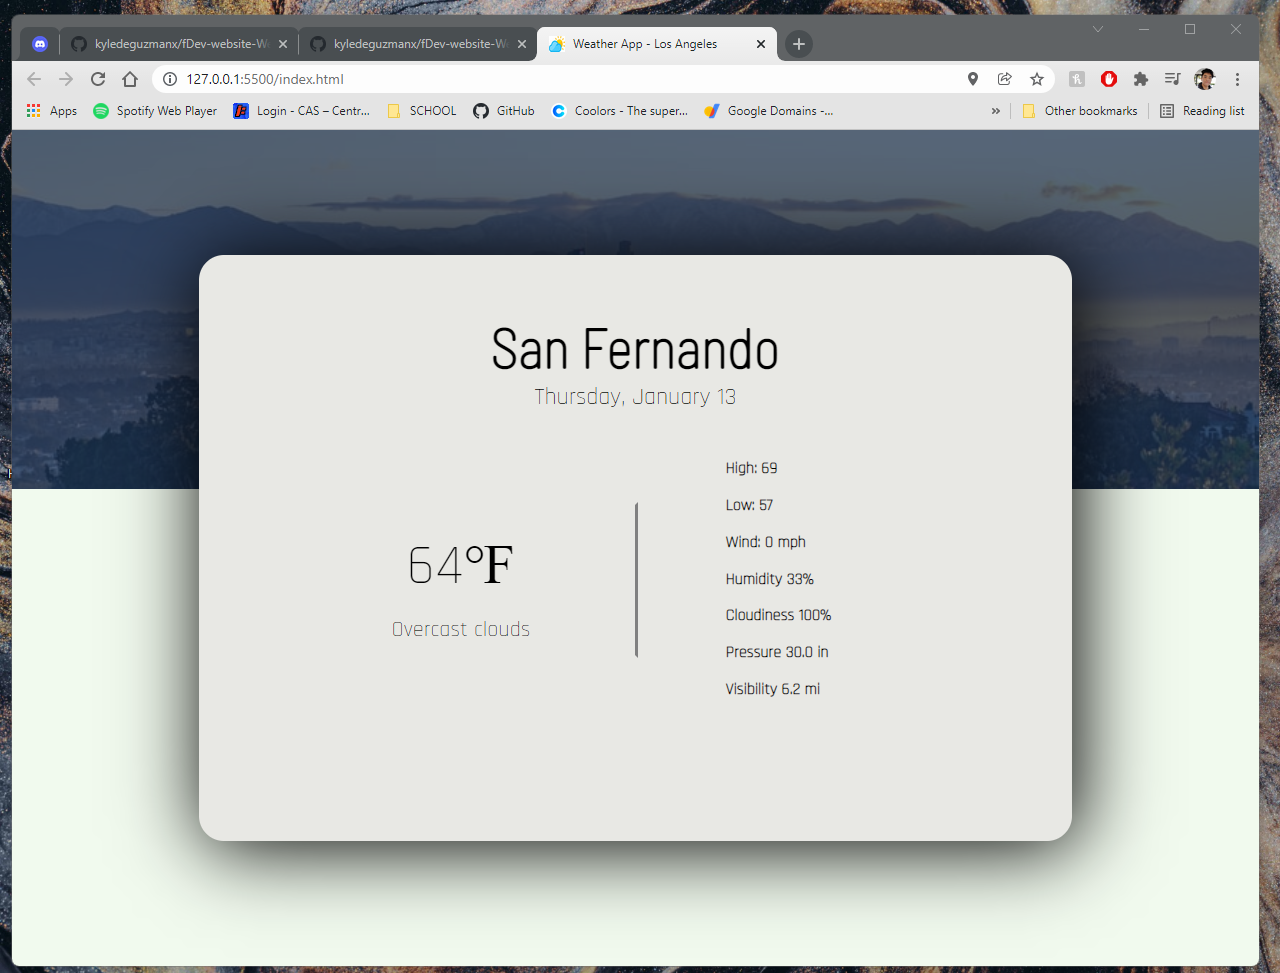 kyledeguzmanx/fDev-website-W
kyledeguzmanx/fDev-website-W
Weather App - Los Angeles
127.0.0.1:5500/index.html
Apps
Spotify Web Player
Login - CAS – Centr...
SCHOOL
GitHub
Coolors - The super...
Google Domains -...
»
Other bookmarks
Reading list
San Fernando
Thursday, January 13
64°F
Overcast clouds
High: 69
Low: 57
Wind: 0 mph
Humidity 33%
Cloudiness 100%
Pressure 30.0 in
Visibility 6.2 mi